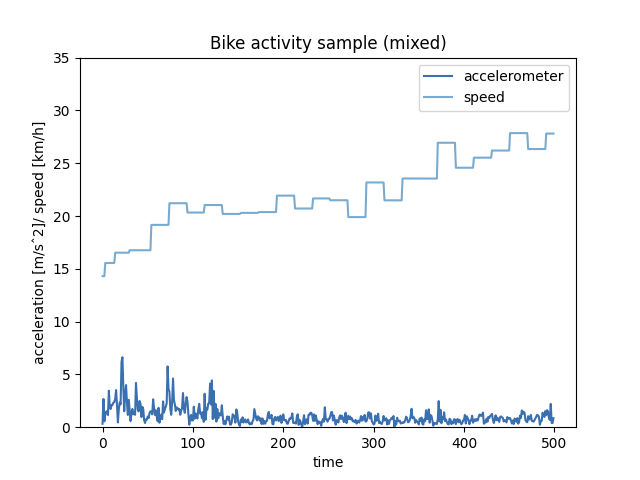 Bike activity sample (mixed)
accelerometer
speed
35
30
25
20
15
10
5
0
acceleration [m/s^2]/ speed [km/h]
0 100 200 300 400 500
time